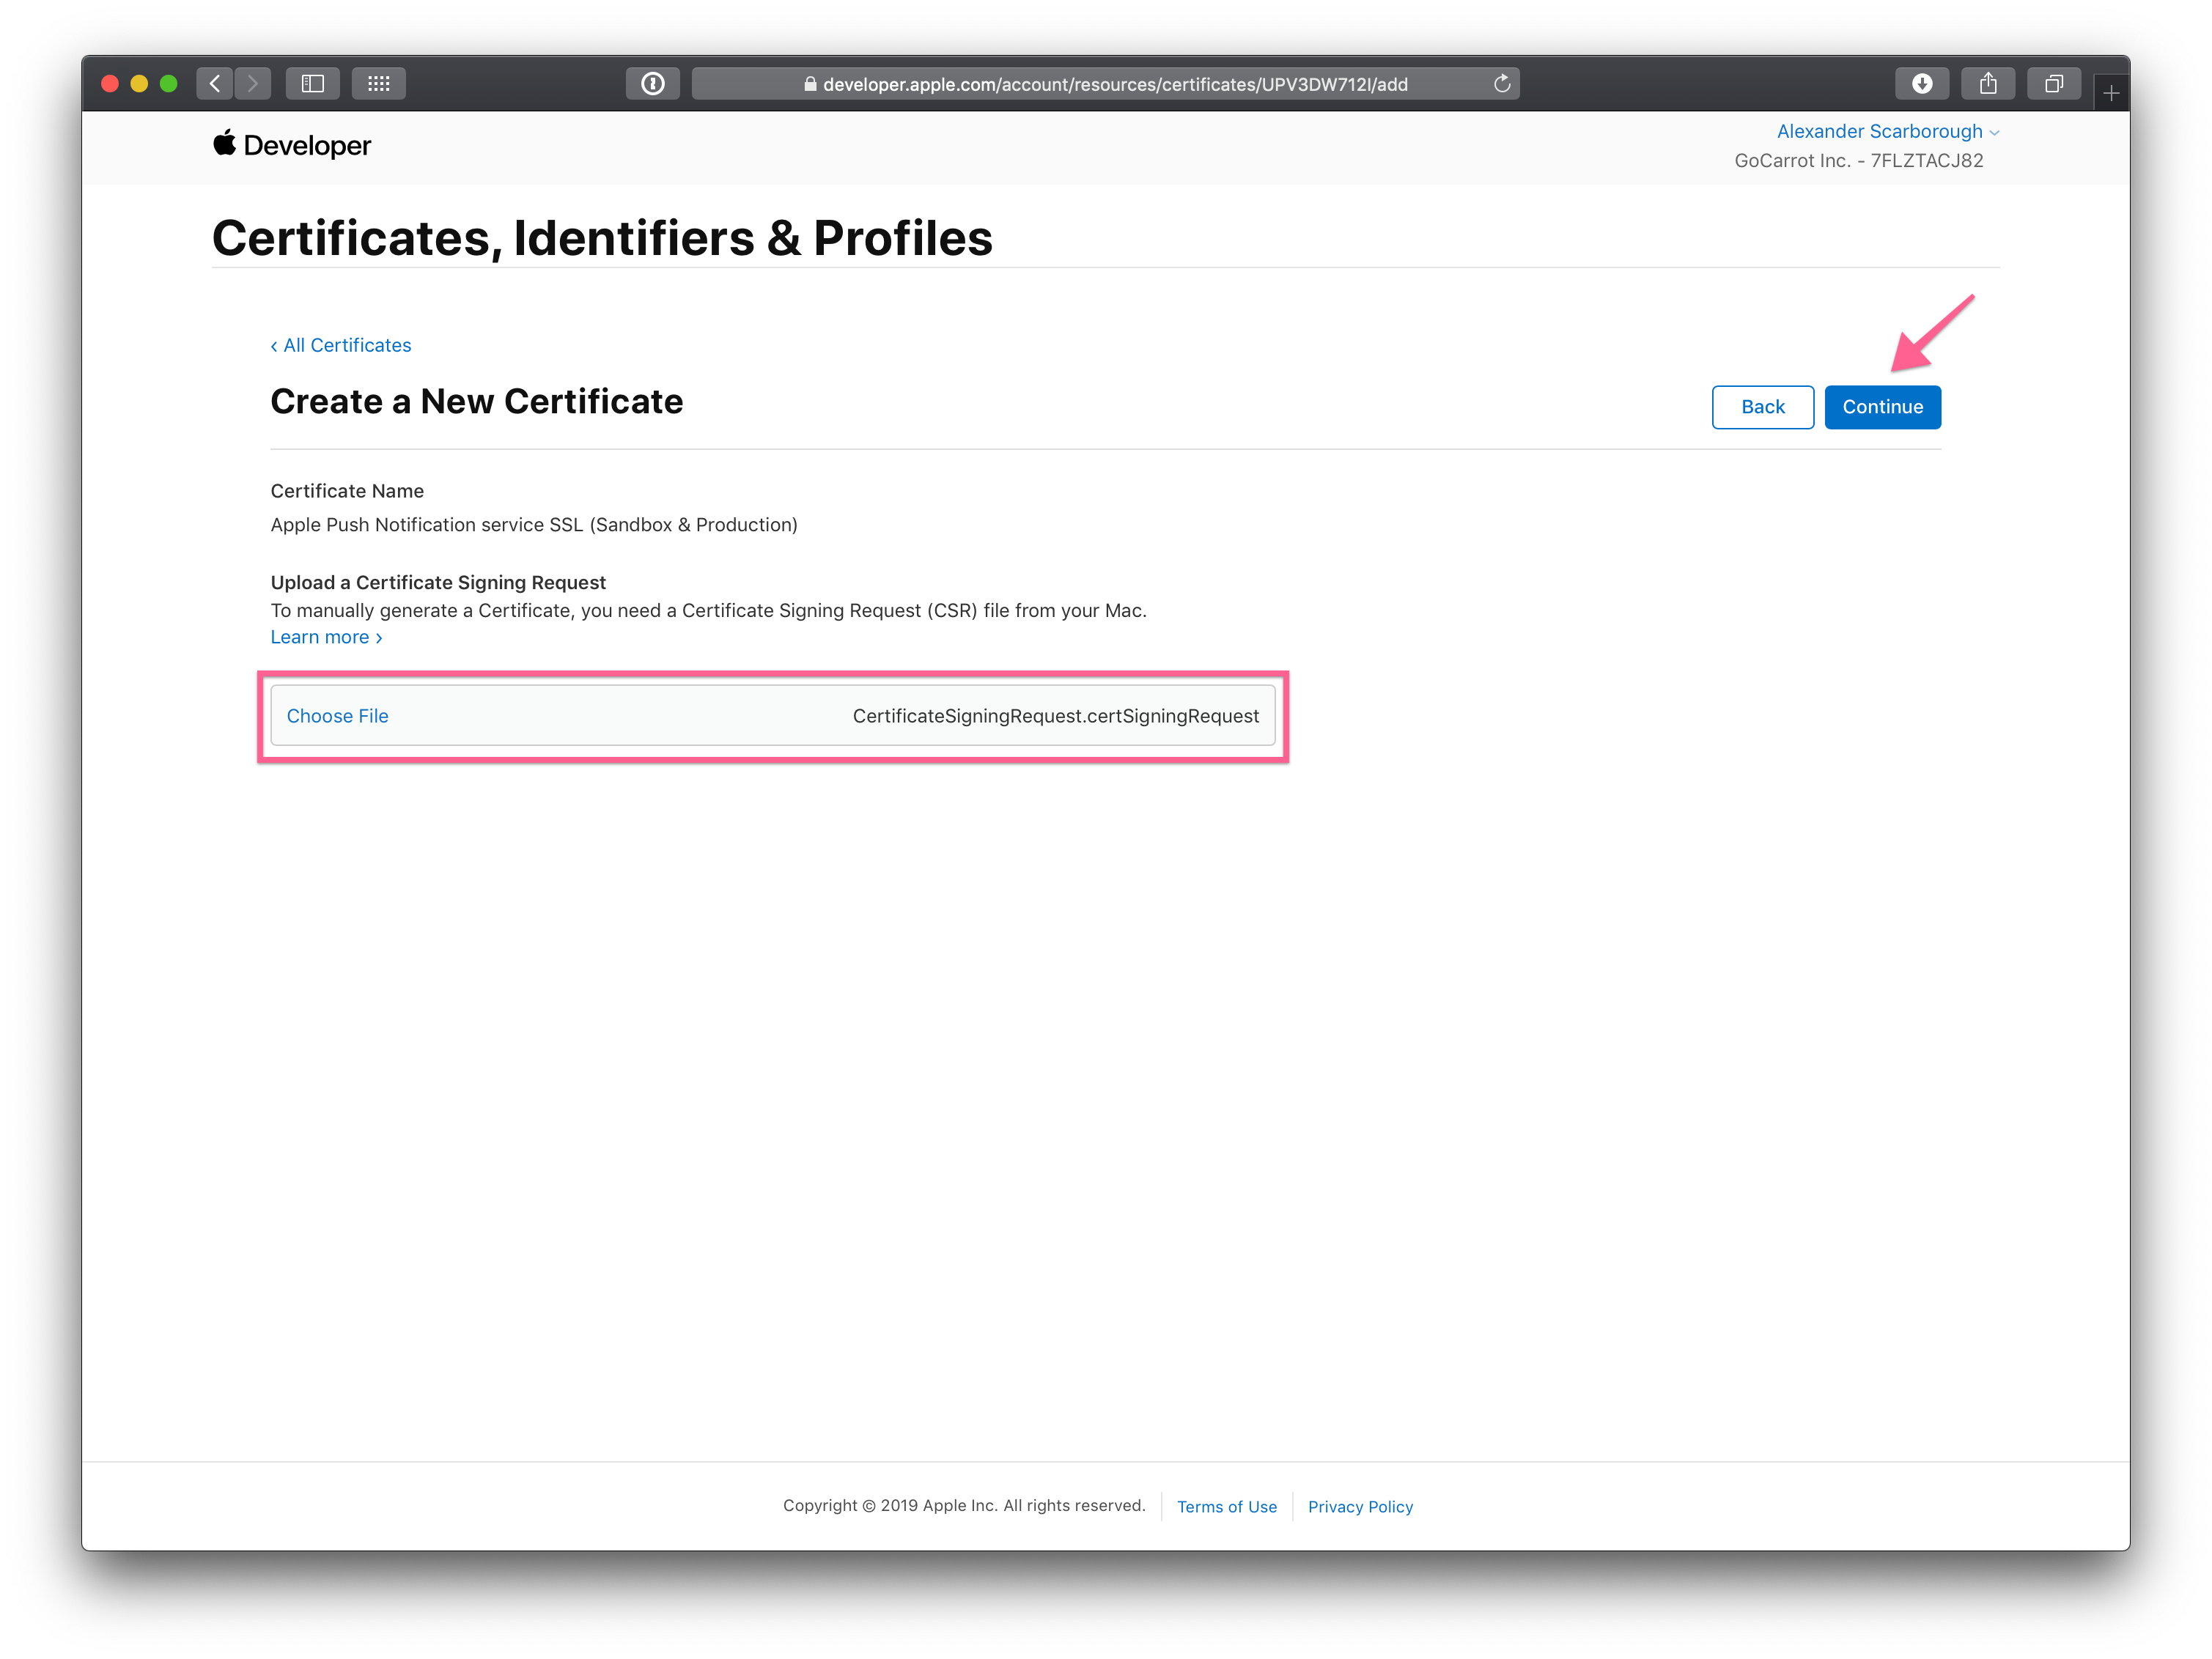 developer.apple.com/account/resources/certificates/UPV3DW712I/add
Developer
Alexander Scarborough
GoCarrot Inc. - 7FLZTACJ82
Certificates, Identifiers & Profiles
‹ All Certificates
Create a New Certificate
Back
Continue
Certificate Name
Apple Push Notification service SSL (Sandbox & Production)
Upload a Certificate Signing Request
To manually generate a Certificate, you need a Certificate Signing Request (CSR) file from your Mac.
Learn more ›
Choose File
CertificateSigningRequest.certSigningRequest
Copyright © 2019 Apple Inc. All rights reserved.
Terms of Use
Privacy Policy